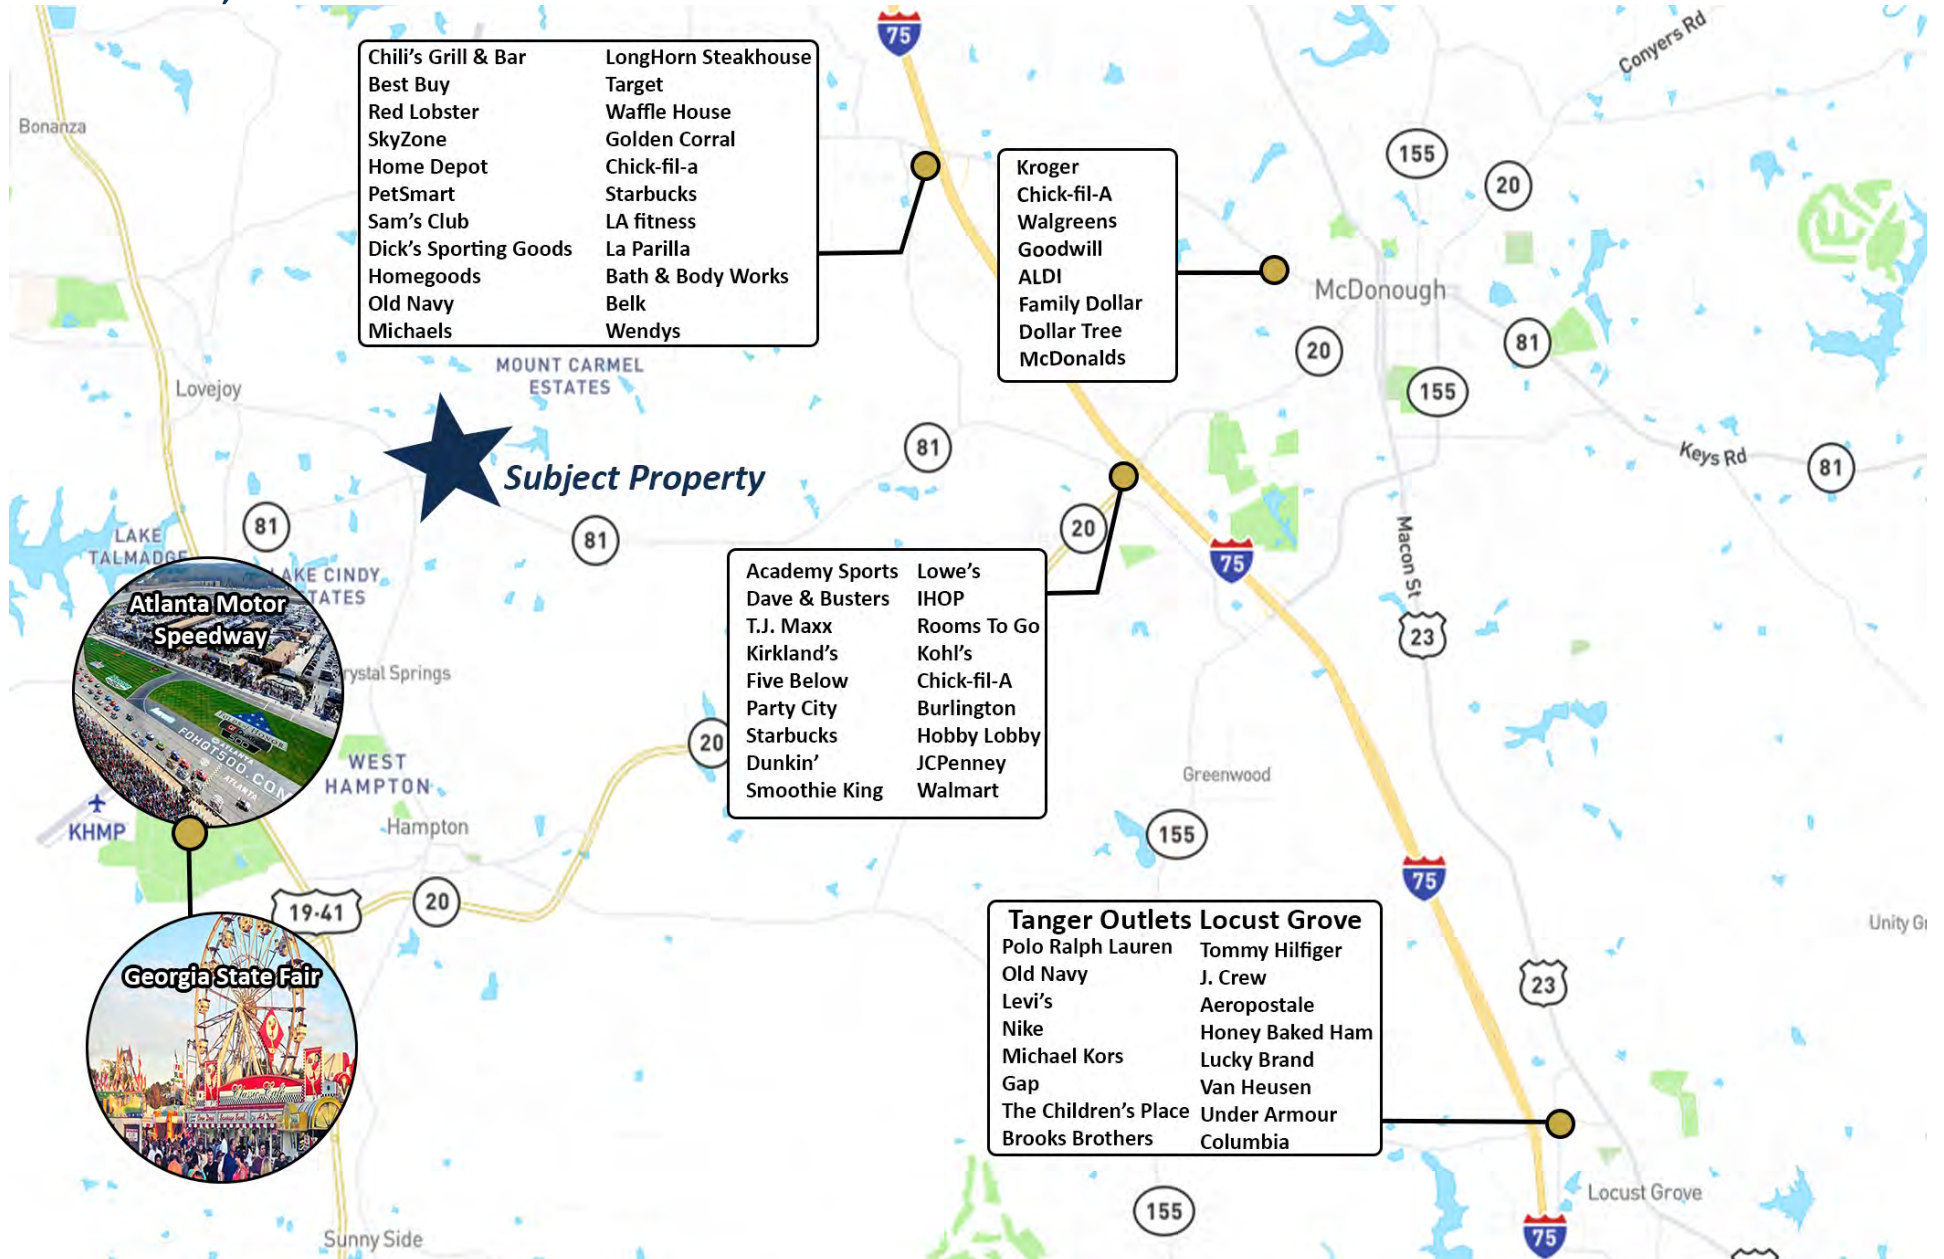 75
Conyers Rd
Chili's Grill & Bar
Best Buy
Red Lobster
SkyZone
Home Depot
PetSmart
Sam's Club
Dick's Sporting Goods
Homegoods
Old Navy
Michaels
LongHorn Steakhouse
Target
Waffle House
Golden Corral
Chick-fil-a
Starbucks
LA fitness
La Parilla
Bath & Body Works
Belk
Wendys
Bonanza
155
20
Kroger
Chick-fil-A
Walgreens
Goodwill
ALDI
Family Dollar
Dollar Tree
McDonalds
McDonough
20
81
155
MOUNT CARMEL
ESTATES
Lovejoy
Subject Property
81
Keys Rd
81
81
81
20
75
Macon St
23
LAKE
TALMADGE
LAKE CINDY
ESTATES
Atlanta Motor
Speedway
FOHQT500.COM
ATLANTA
ATLANTA
Academy Sports
Dave & Busters
T.J. Maxx
Kirkland's
Five Below
Party City
Starbucks
Dunkin'
Smoothie King
Lowe's
IHOP
Rooms To Go
Kohl's
Chick-fil-A
Burlington
Hobby Lobby
JCPenney
Walmart
rystal Springs
20
WEST
HAMPTON
Greenwood
KHMP
Hampton
155
75
19-41
20
Tanger Outlets Locust Grove
Polo Ralph Lauren
Old Navy
Levi's
Nike
Michael Kors
Gap
The Children's Place
Brooks Brothers
Tommy Hilfiger
J. Crew
Aeropostale
Honey Baked Ham
Lucky Brand
Van Heusen
Under Armour
Columbia
Unity Gr
23
Georgia State Fair
Locust Grove
155
75
Sunny Side